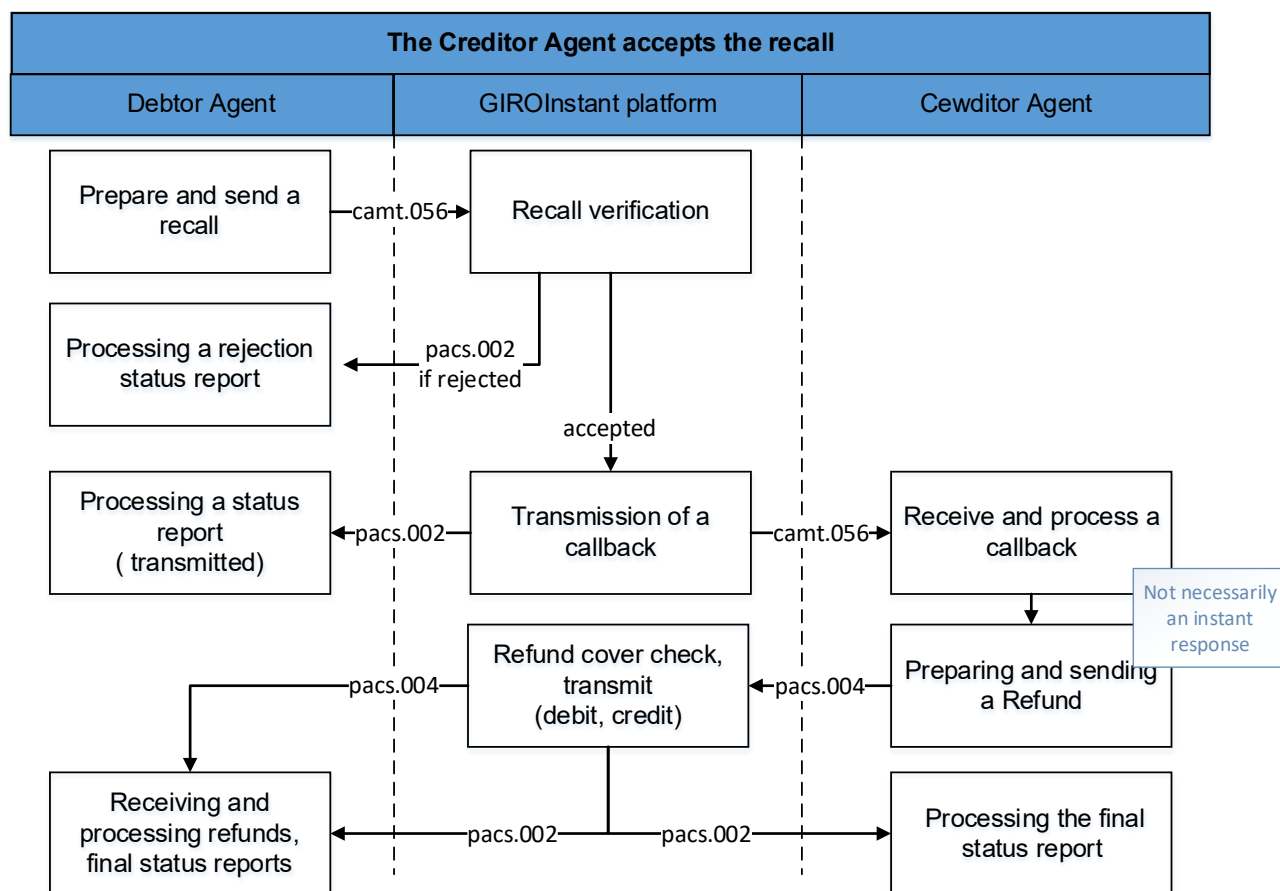 The Creditor Agent accepts the recall
Debtor Agent
GIROInstant platform
Cewditor Agent
Prepare and send a
recall
camt.056
Recall verification
Processing a rejection
status report
pacs.002
if rejected
accepted
Processing a status
report
( transmitted)
pacs.002
Transmission of a
callback
camt.056
Receive and process a
callback
Not necessarily
an instant
response
pacs.004
Refund cover check,
transmit
(debit, credit)
pacs.004
Preparing and sending
a Refund
Receiving and
processing refunds,
final status reports
pacs.002
pacs.002
Processing the final
status report